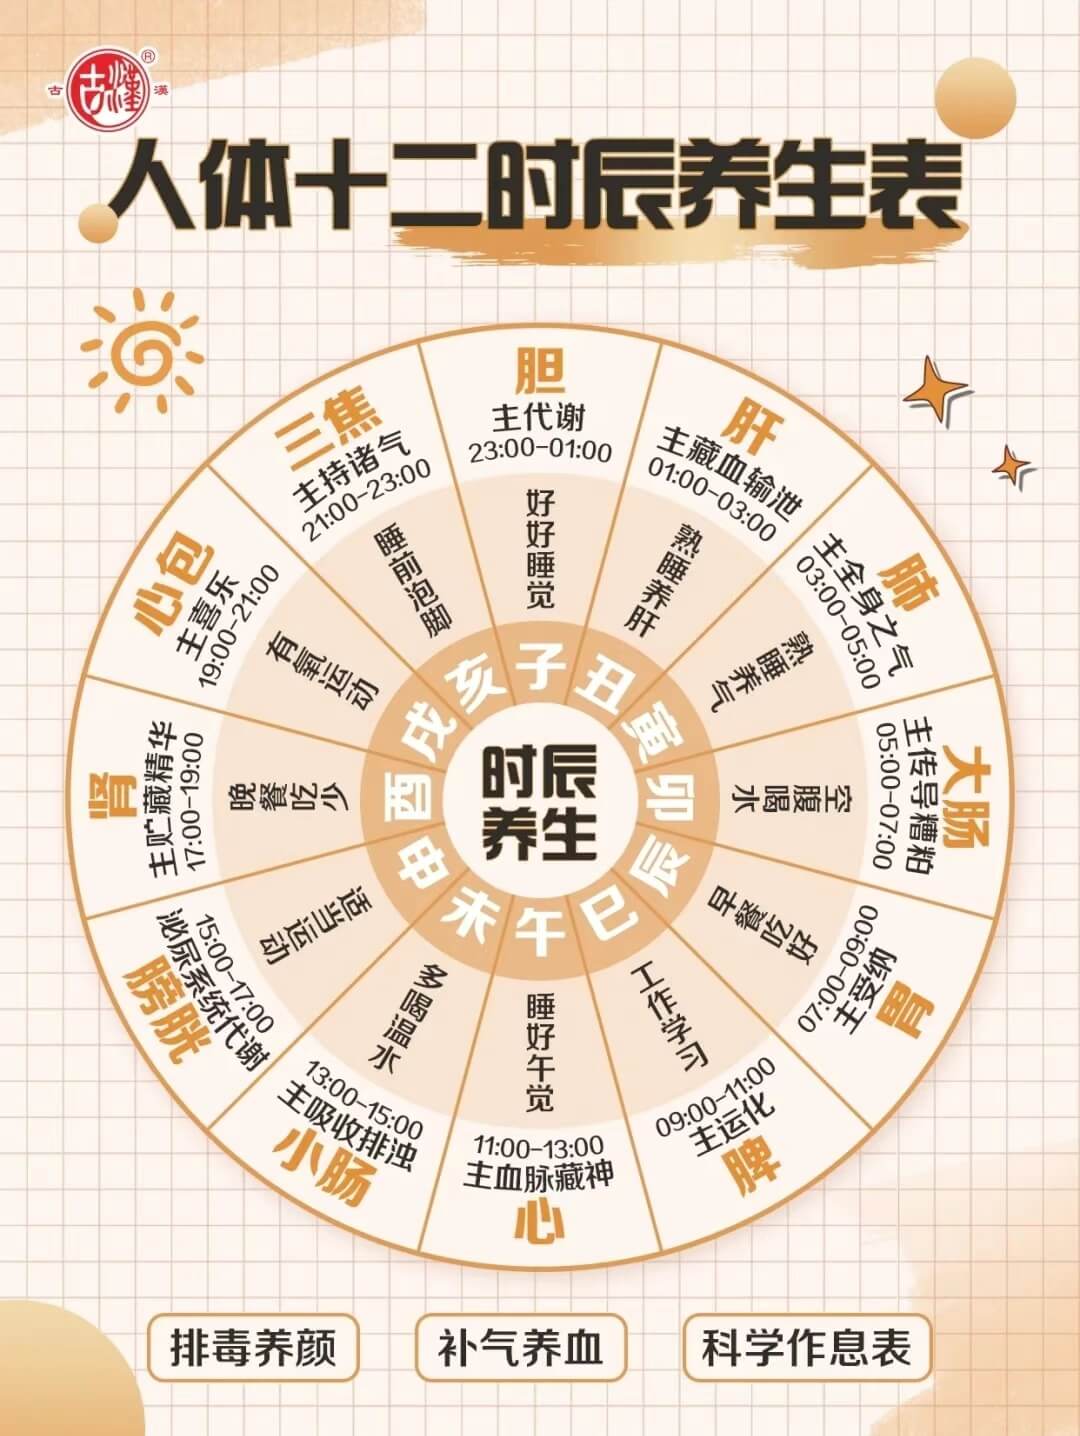 古漢
®
古 漢
人体十二时辰养生表
胆
主代谢
23:00-01:00
好好睡觉
子
肝
主藏血输泄
01:00-03:00
熟睡养肝
丑
肺
主全身之气
03:00-05:00
熟睡养气
寅
大肠
主传导糟粕
05:00-07:00
空腹喝水
卯
胃
主受纳
07:00-09:00
早餐吃好
辰
脾
主运化
09:00-11:00
工作学习
巳
心
主血脉藏神
11:00-13:00
睡好午觉
午
小肠
主吸收排浊
13:00-15:00
多喝温水
未
膀胱
泌尿系统代谢
15:00-17:00
适当运动
申
肾
主贮藏精华
17:00-19:00
晚餐吃少
酉
心包
主喜乐
19:00-21:00
有氧运动
戌
三焦
主持诸气
21:00-23:00
睡前泡脚
亥
时辰
养生
排毒养颜
补气养血
科学作息表